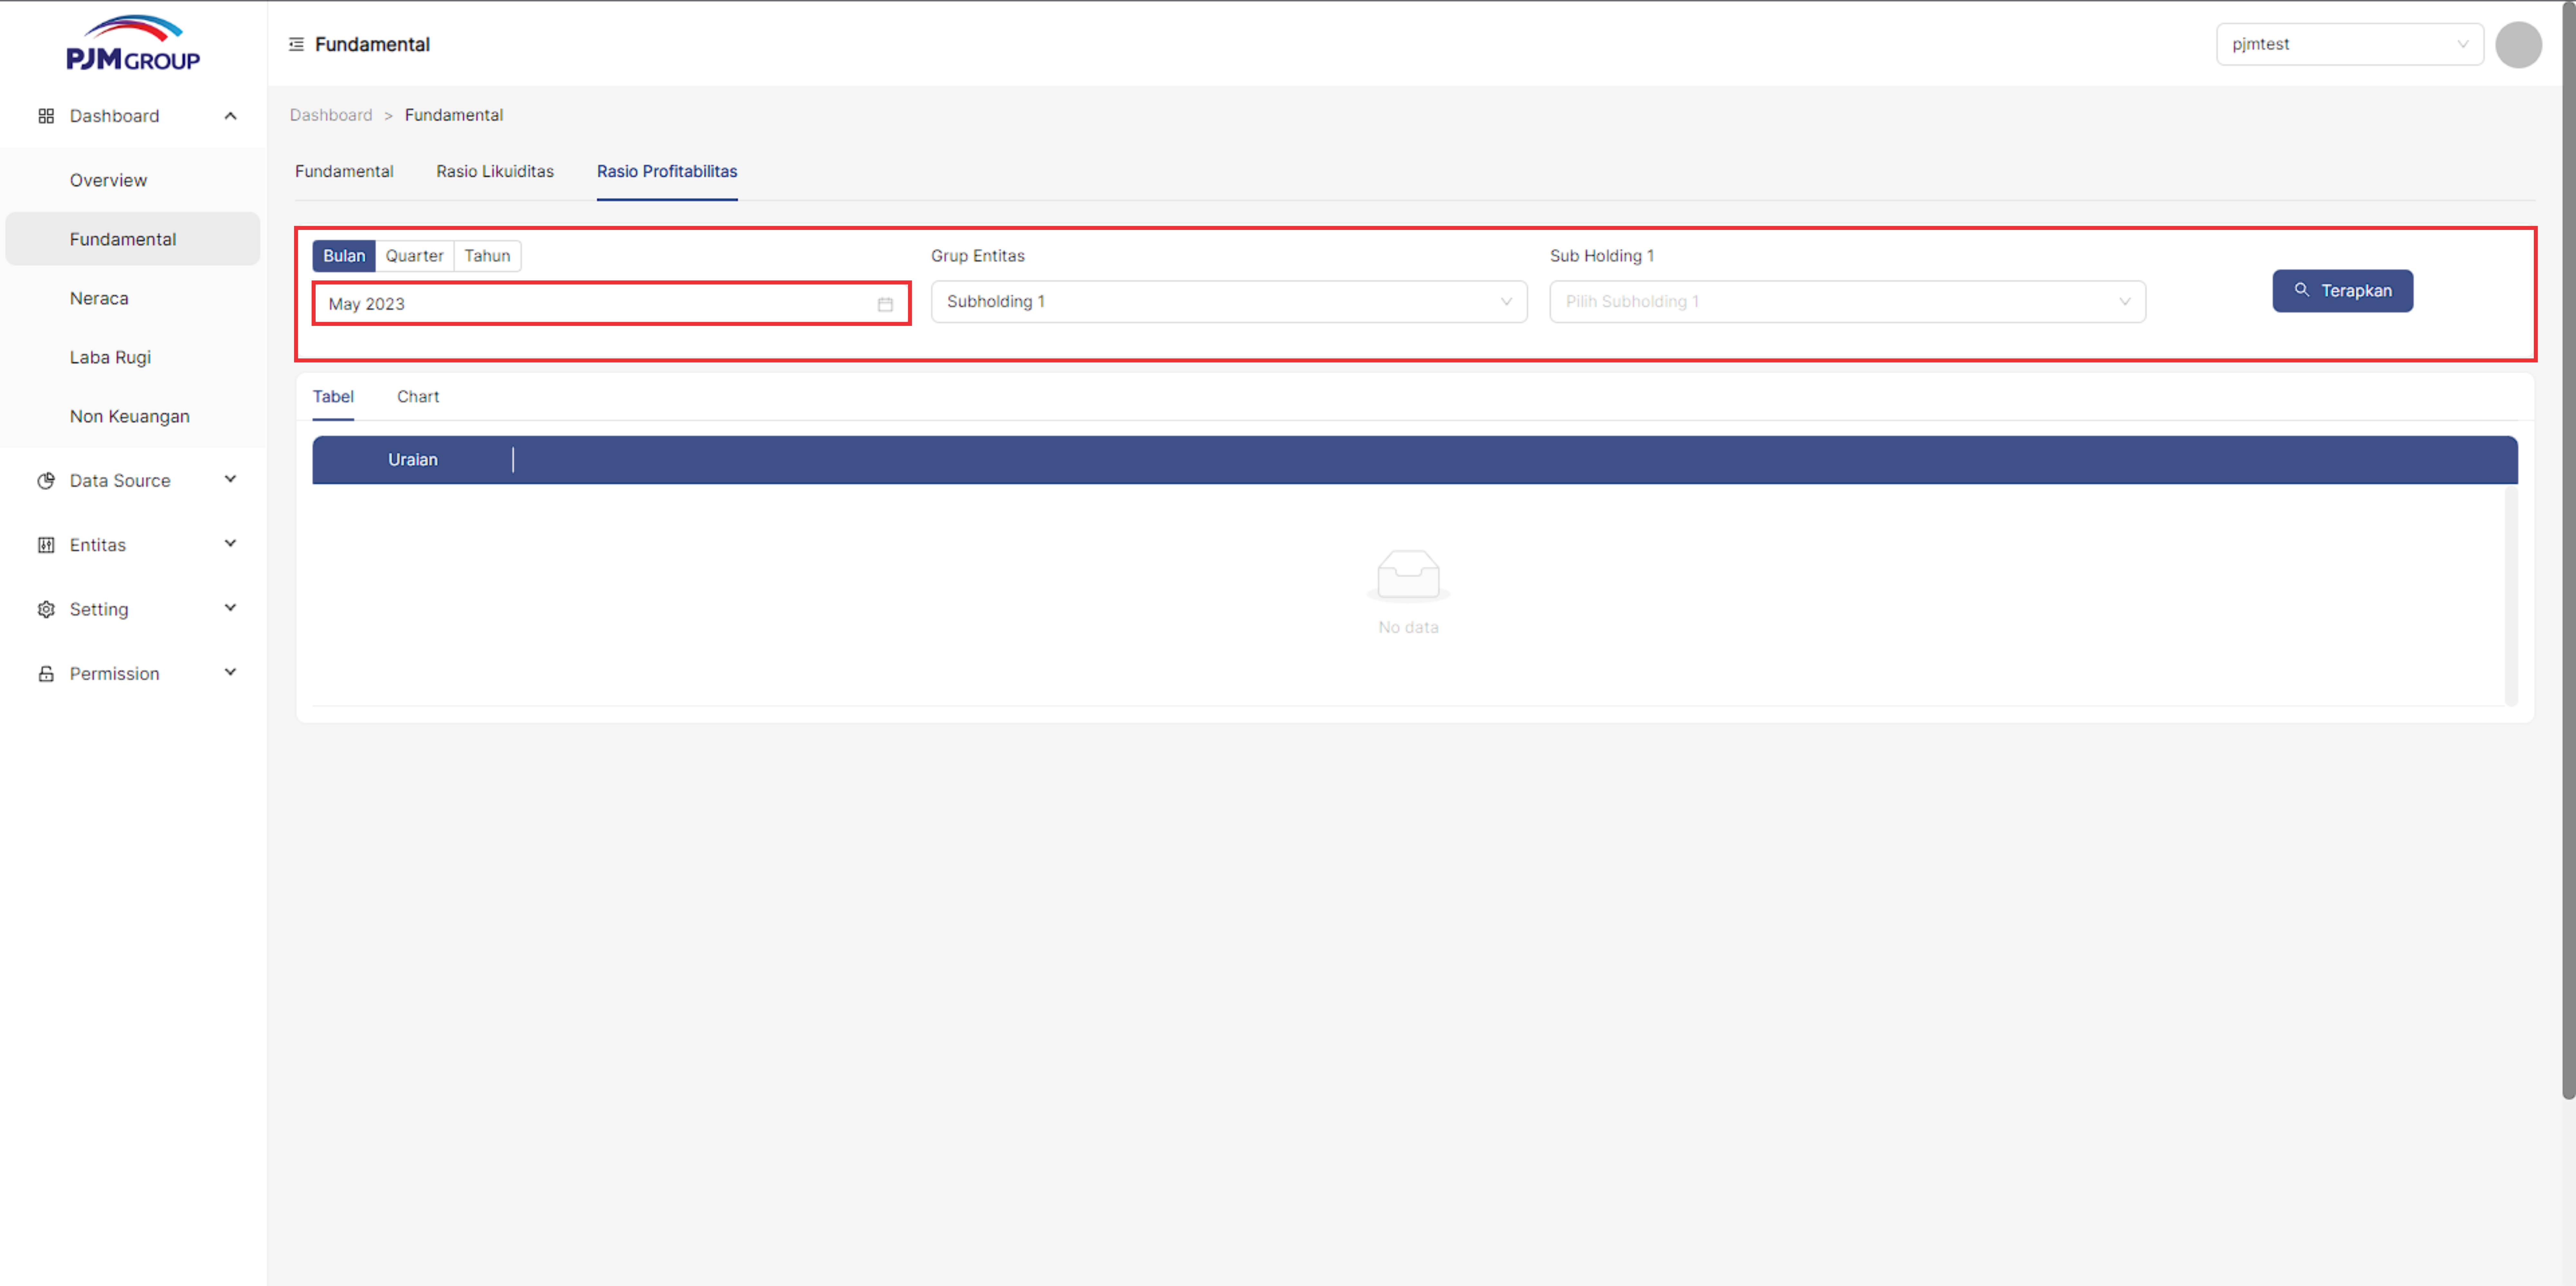 PJM GROUP
Fundamental
pjmtest
Dashboard
Overview
Fundamental
Neraca
Laba Rugi
Non Keuangan
Data Source
Entitas
Setting
Permission
Dashboard > Fundamental
Fundamental Rasio Likuiditas Rasio Profitabilitas
Bulan Quarter Tahun Grup Entitas Sub Holding 1
May 2023 Subholding 1 Pilih Subholding 1 Terapkan
Tabel Chart
Uraian
No data